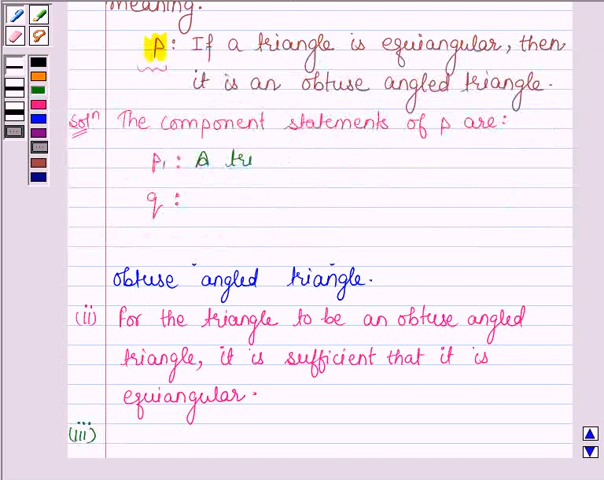 meaning.
p: If a triangle is equiangular, then
it is an obtuse angled triangle.
Solⁿ The component statements of p are:
p₁ : A tri
q :
obtuse angled triangle.
(ii) For the triangle to be an obtuse angled
triangle, it is sufficient that it is
equiangular.
(iii)